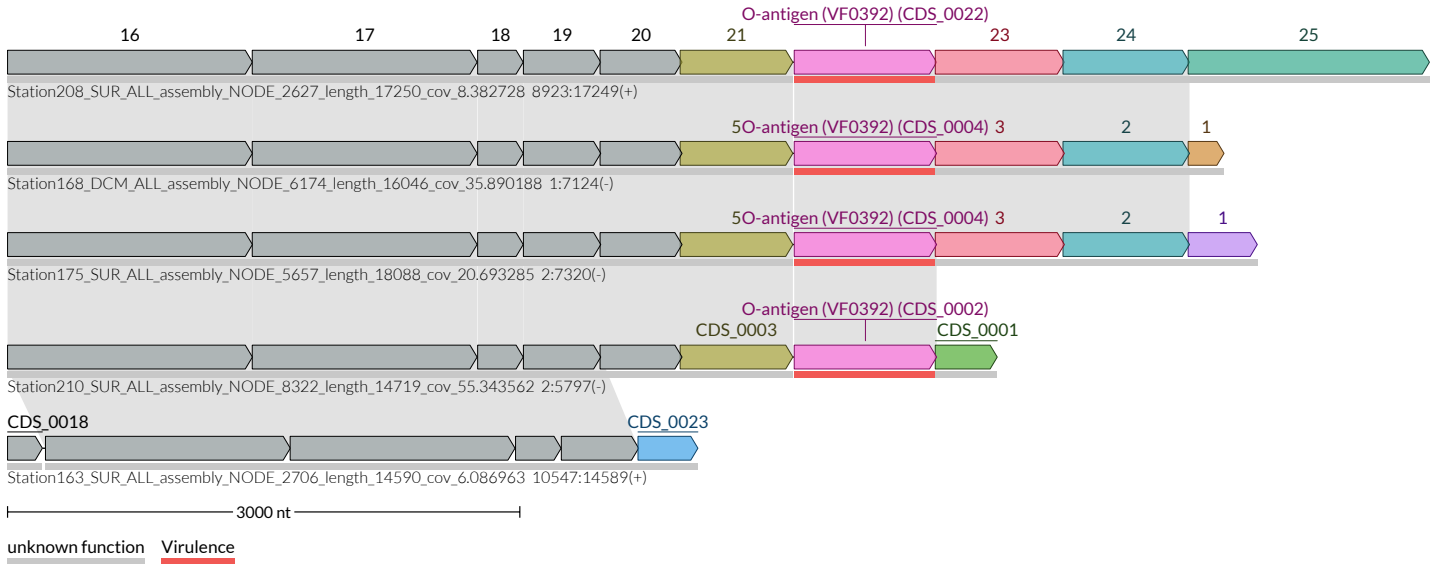 O-antigen (VF0392) (CDS_0022)
16 17 18 19 20 21 23 24 25
Station208_SUR_ALL_assembly_NODE_2627_length_17250_cov_8.382728 8923:17249(+)
5 O-antigen (VF0392) (CDS_0004) 3 2 1
Station168_DCM_ALL_assembly_NODE_6174_length_16046_cov_35.890188 1:7124(-)
5 O-antigen (VF0392) (CDS_0004) 3 2 1
Station175_SUR_ALL_assembly_NODE_5657_length_18088_cov_20.693285 2:7320(-)
O-antigen (VF0392) (CDS_0002)
CDS_0003 CDS_0001
Station210_SUR_ALL_assembly_NODE_8322_length_14719_cov_55.343562 2:5797(-)
CDS_0018 CDS_0023
Station163_SUR_ALL_assembly_NODE_2706_length_14590_cov_6.086963 10547:14589(+)
3000 nt
unknown function Virulence